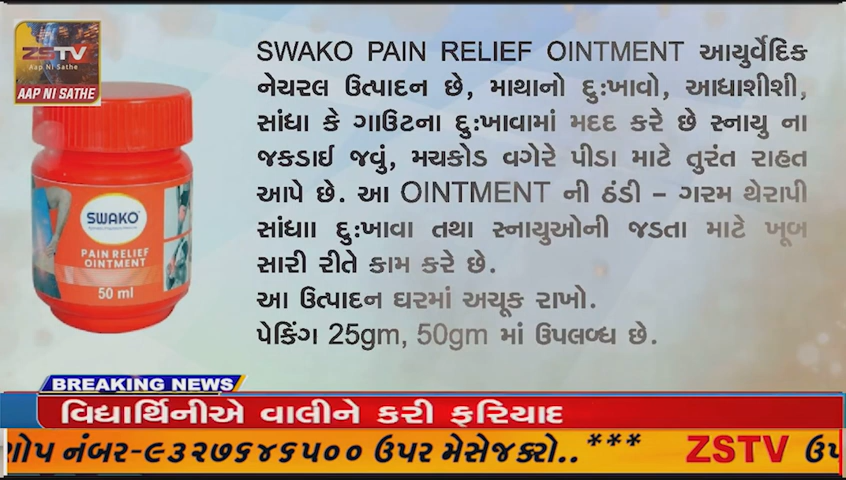 ZSTV
Aap Ni Sathe
AAP NI SATHE
SWAKO PAIN RELIEF OINTMENT આયુર્વેદિક
નેચરલ ઉત્પાદન છે, માથાનો દુ:ખાવો, આધાશીશી,
સાંધા કે ગાઉટના દુ:ખાવામાં મદદ કરે છે સ્નાયુ ના
જકડાઈ જવું, મચકોડ વગેરે પીડા માટે તુરંત રાહત
આપે છે. આ OINTMENT ની ઠંડી – ગરમ થેરાપી
સાંધાા દુ:ખાવા તથા સ્નાયુઓની જડતા માટે ખૂબ
સારી રીતે કામ કરે છે.
આ ઉત્પાદન ઘરમાં અચૂક રાખો.
પેકિંગ 25gm, 50gm માં ઉપલબ્ધ છે.
SWAKO
PAIN RELIEF
OINTMENT
50 ml
BREAKING NEWS
વિદ્યાર્થિનીએ વાલીને કરી ફરિયાદ
શોપ નંબર-૯૩૨૭૬૪૬૫૦૦ ઉપર મેસેજ કરો..*** ZSTV ઉપ